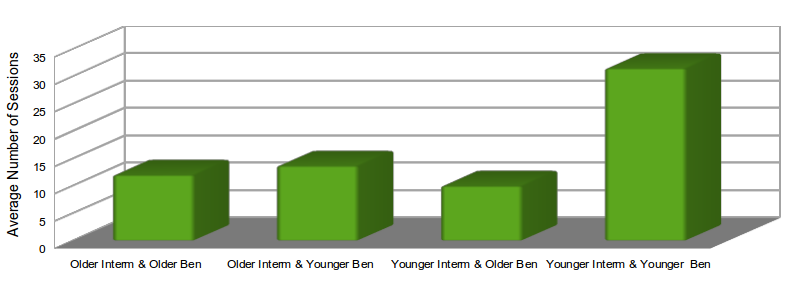 Average Number of Sessions
35
30
25
20
15
10
5
0
Older Interm & Older Ben
Older Interm & Younger Ben
Younger Interm & Older Ben
Younger Interm & Younger Ben